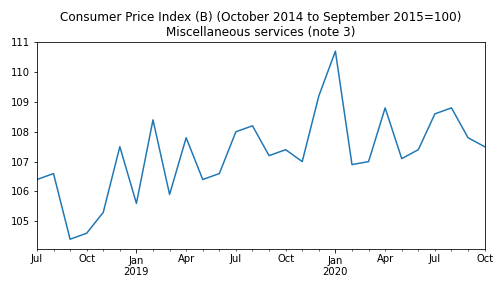 Consumer Price Index (B) (October 2014 to September 2015=100)
Miscellaneous services (note 3)
111
110
109
108
107
106
105
Jul Oct Jan Apr Jul Oct Jan Apr Jul Oct
2019 2020